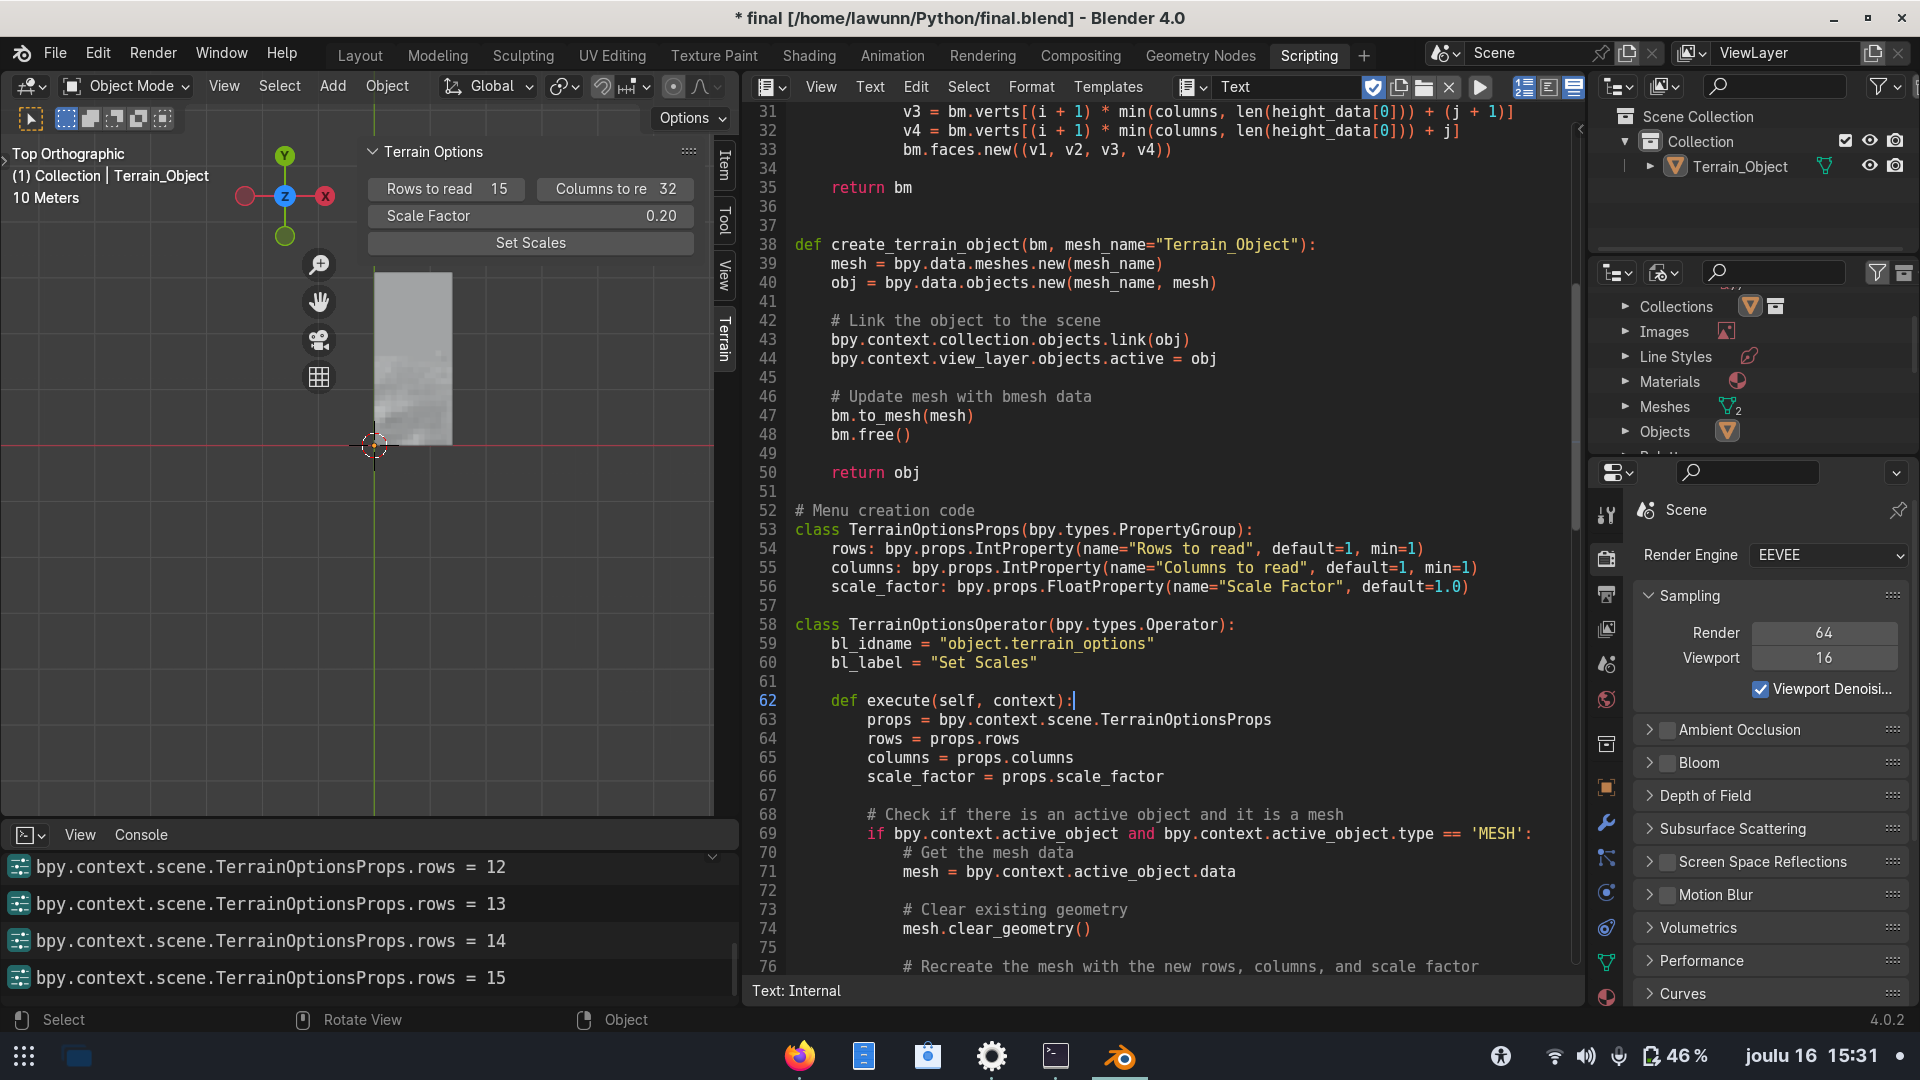 * final [/home/lawunn/Python/final.blend] - Blender 4.0
File Edit Render Window Help
Layout Modeling Sculpting UV Editing Texture Paint Shading Animation Rendering Compositing Geometry Nodes Scripting +
Scene
ViewLayer
Object Mode View Select Add Object Global
Options
Top Orthographic
(1) Collection | Terrain_Object
10 Meters
Y
Z
X
Terrain Options
Rows to read 15
Columns to re 32
Scale Factor 0.20
Set Scales
Item
Tool
View
Terrain
View Text Edit Select Format Templates Text
31 v3 = bm.verts[(i + 1) * min(columns, len(height_data[0])) + (j + 1)]
32 v4 = bm.verts[(i + 1) * min(columns, len(height_data[0])) + j]
33 bm.faces.new((v1, v2, v3, v4))
34
35 return bm
36
37
38 def create_terrain_object(bm, mesh_name="Terrain_Object"):
39 mesh = bpy.data.meshes.new(mesh_name)
40 obj = bpy.data.objects.new(mesh_name, mesh)
41
42 # Link the object to the scene
43 bpy.context.collection.objects.link(obj)
44 bpy.context.view_layer.objects.active = obj
45
46 # Update mesh with bmesh data
47 bm.to_mesh(mesh)
48 bm.free()
49
50 return obj
51
52 # Menu creation code
53 class TerrainOptionsProps(bpy.types.PropertyGroup):
54 rows: bpy.props.IntProperty(name="Rows to read", default=1, min=1)
55 columns: bpy.props.IntProperty(name="Columns to read", default=1, min=1)
56 scale_factor: bpy.props.FloatProperty(name="Scale Factor", default=1.0)
57
58 class TerrainOptionsOperator(bpy.types.Operator):
59 bl_idname = "object.terrain_options"
60 bl_label = "Set Scales"
61
62 def execute(self, context):
63 props = bpy.context.scene.TerrainOptionsProps
64 rows = props.rows
65 columns = props.columns
66 scale_factor = props.scale_factor
67
68 # Check if there is an active object and it is a mesh
69 if bpy.context.active_object and bpy.context.active_object.type == 'MESH':
70 # Get the mesh data
71 mesh = bpy.context.active_object.data
72
73 # Clear existing geometry
74 mesh.clear_geometry()
75
76 # Recreate the mesh with the new rows, columns, and scale factor
Text: Internal
View Console
bpy.context.scene.TerrainOptionsProps.rows = 12
bpy.context.scene.TerrainOptionsProps.rows = 13
bpy.context.scene.TerrainOptionsProps.rows = 14
bpy.context.scene.TerrainOptionsProps.rows = 15
Scene Collection
Collection
Terrain_Object
Collections
Images
Line Styles
Materials
Meshes 2
Objects
Scene
Render Engine EEVEE
Sampling
Render 64
Viewport 16
Viewport Denoisi...
Ambient Occlusion
Bloom
Depth of Field
Subsurface Scattering
Screen Space Reflections
Motion Blur
Volumetrics
Performance
Curves
Select
Rotate View
Object
4.0.2
46 %
joulu 16 15:31